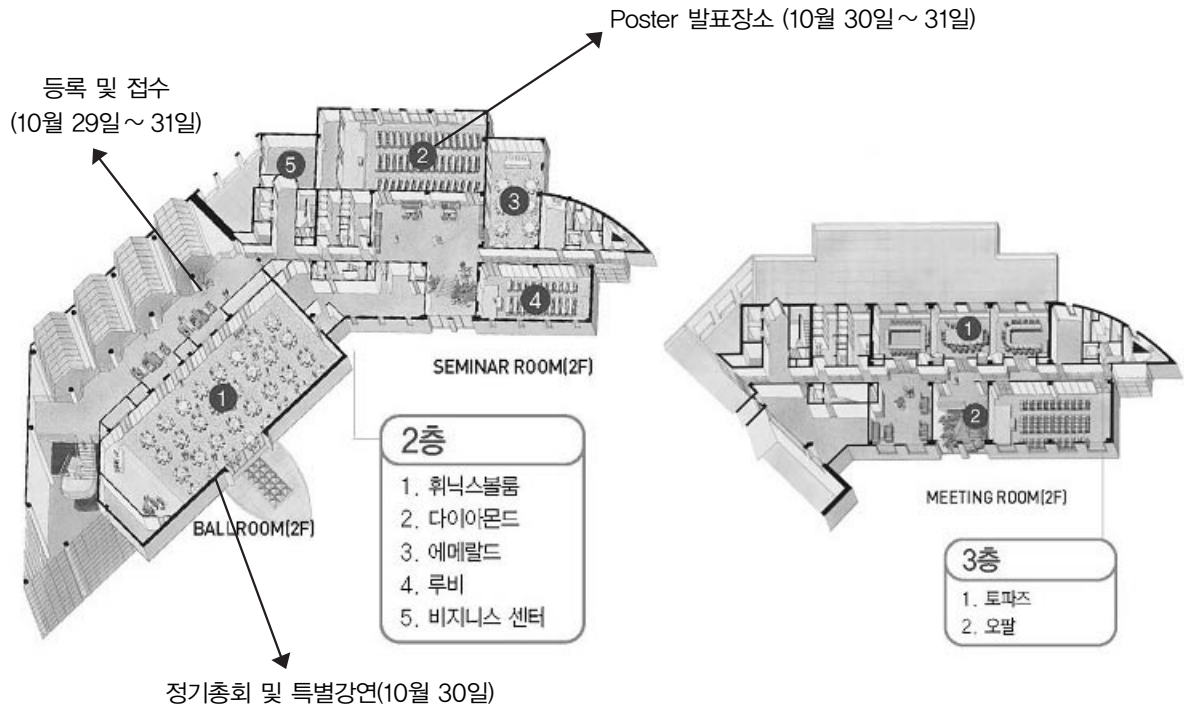 Poster 발표장소 (10월 30일~ 31일)
등록 및 접수
(10월 29일~ 31일)
5
2
3
4
1
SEMINAR ROOM(2F)
BALLROOM(2F)
2층
1. 휘닉스볼룸
2. 다이아몬드
3. 에메랄드
4. 루비
5. 비지니스 센터
정기총회 및 특별강연(10월 30일)
1
2
MEETING ROOM(2F)
3층
1. 토파즈
2. 오팔